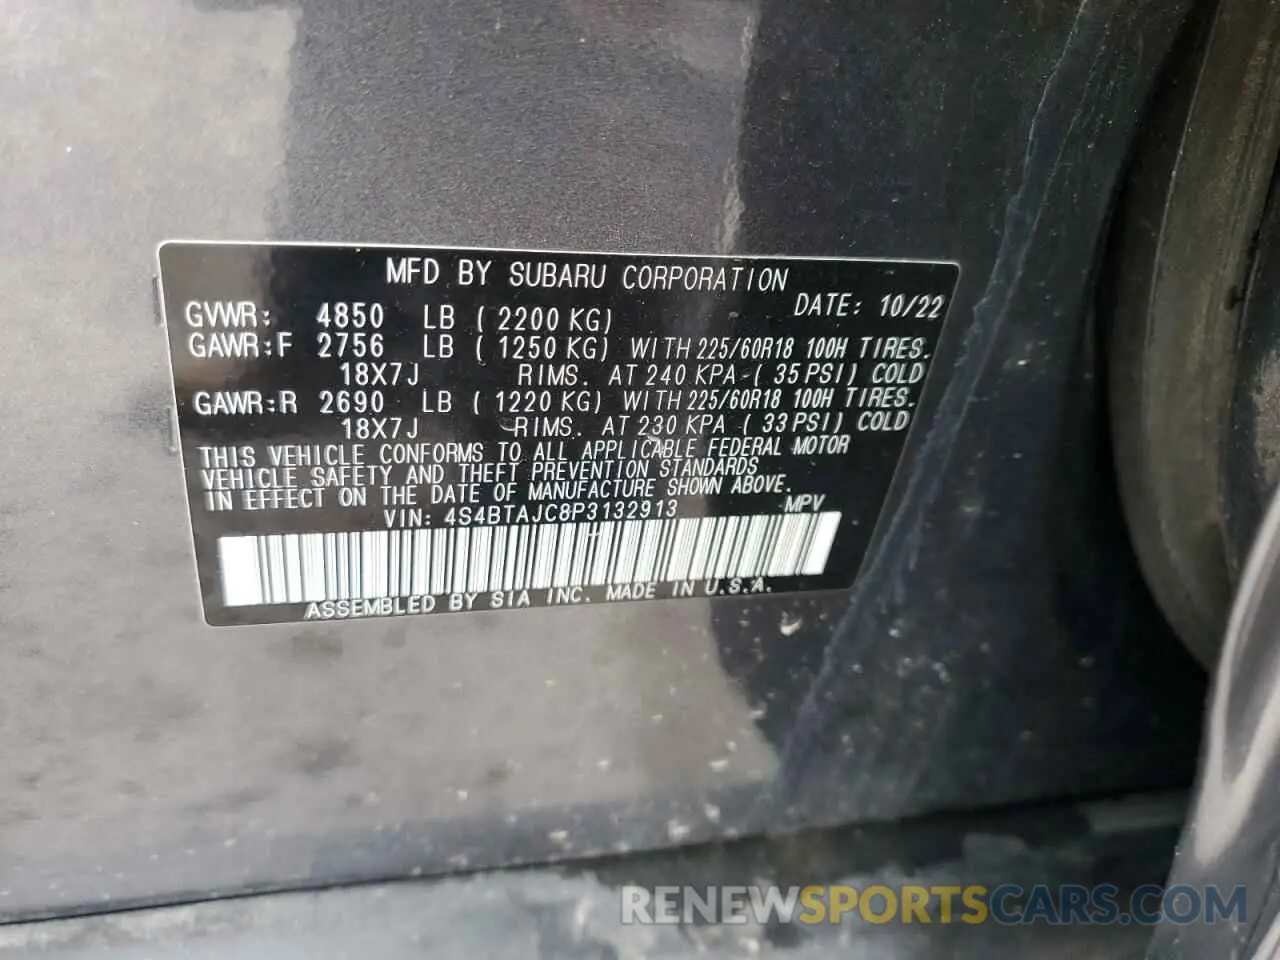 MFD BY SUBARU CORPORATION
DATE: 10/22
GVWR: 4850 LB ( 2200 KG)
GAWR:F 2756 LB ( 1250 KG) WITH 225/60R18 100H TIRES.
18X7J RIMS. AT 240 KPA ( 35 PSI) COLD
GAWR:R 2690 LB ( 1220 KG) WITH 225/60R18 100H TIRES.
18X7J RIMS. AT 230 KPA ( 33 PSI) COLD
THIS VEHICLE CONFORMS TO ALL APPLICABLE FEDERAL MOTOR
VEHICLE SAFETY AND THEFT PREVENTION STANDARDS
IN EFFECT ON THE DATE OF MANUFACTURE SHOWN ABOVE.
VIN: 4S4BTAJC8P3132913 MPV
ASSEMBLED BY SIA INC. MADE IN U.S.A.
RENEWSPORTSCARS.COM